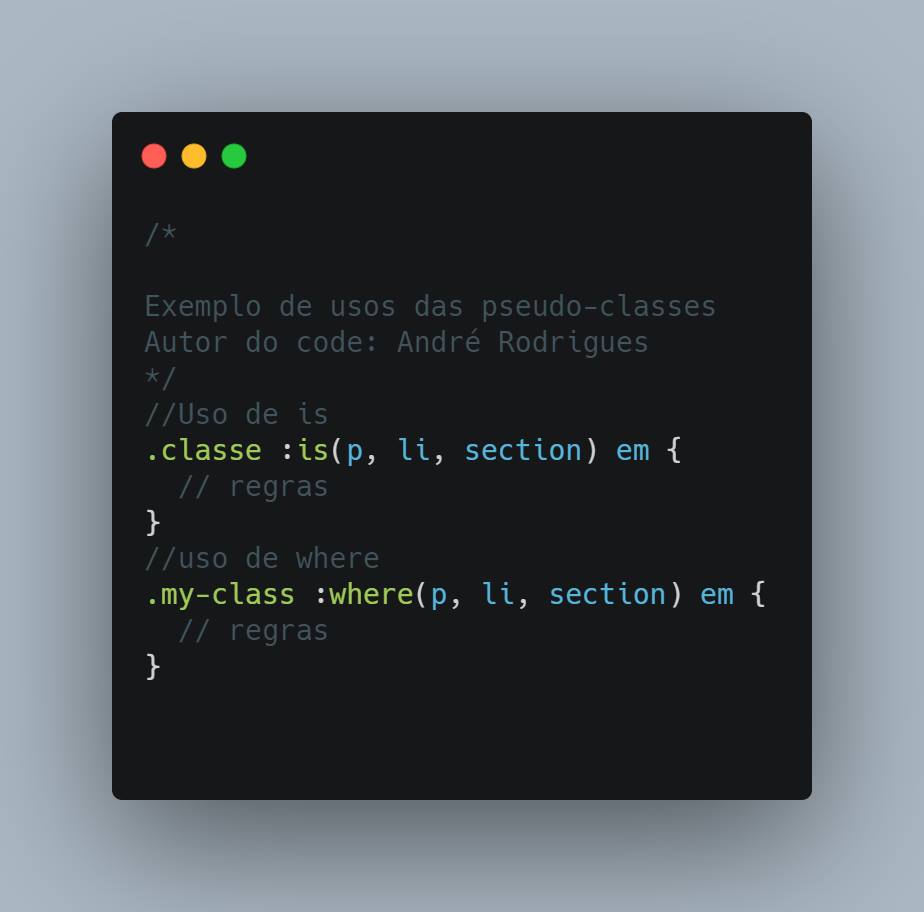 /*
Exemplo de usos das pseudo-classes
Autor do code: André Rodrigues
*/
//Uso de is
.classe :is(p, li, section) em {
  // regras
}
//uso de where
.my-class :where(p, li, section) em {
  // regras
}